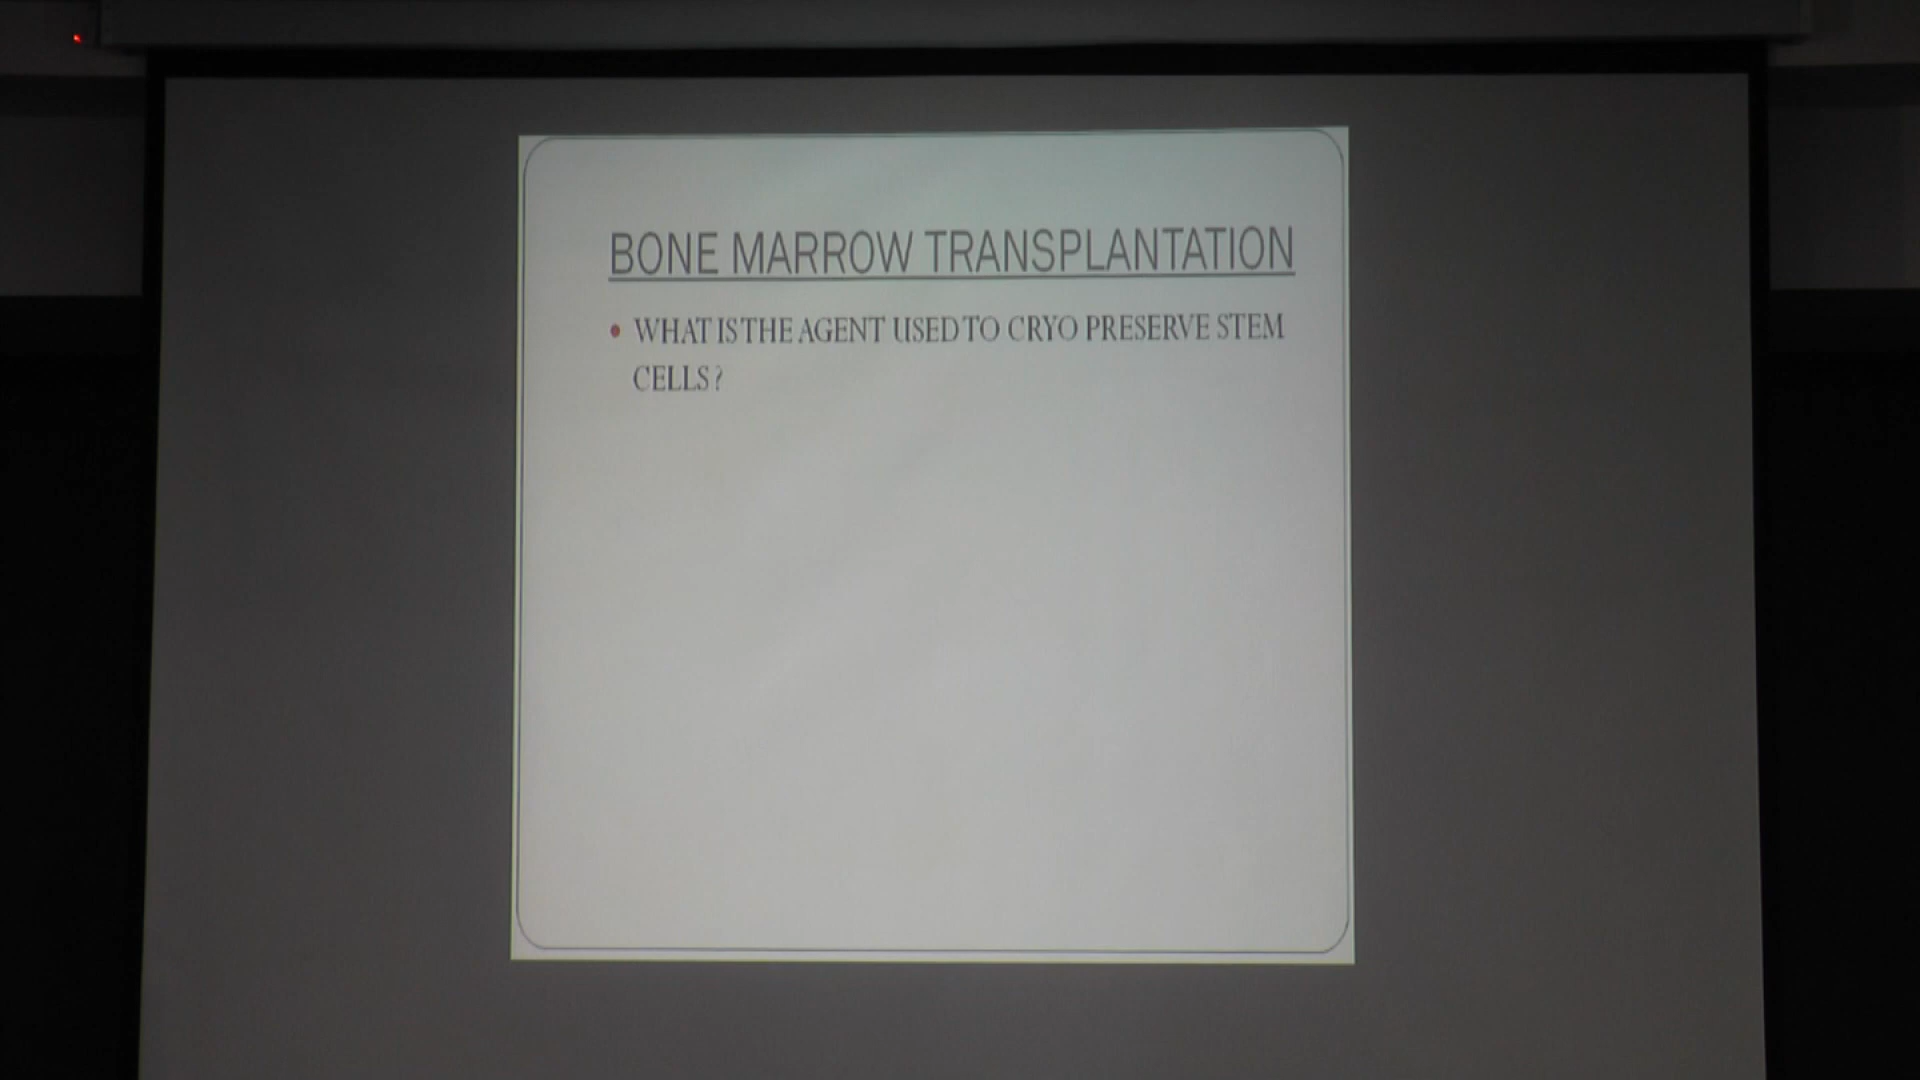 BONE MARROW TRANSPLANTATION
• WHAT IS THE AGENT USED TO CRYO PRESERVE STEM
CELLS?